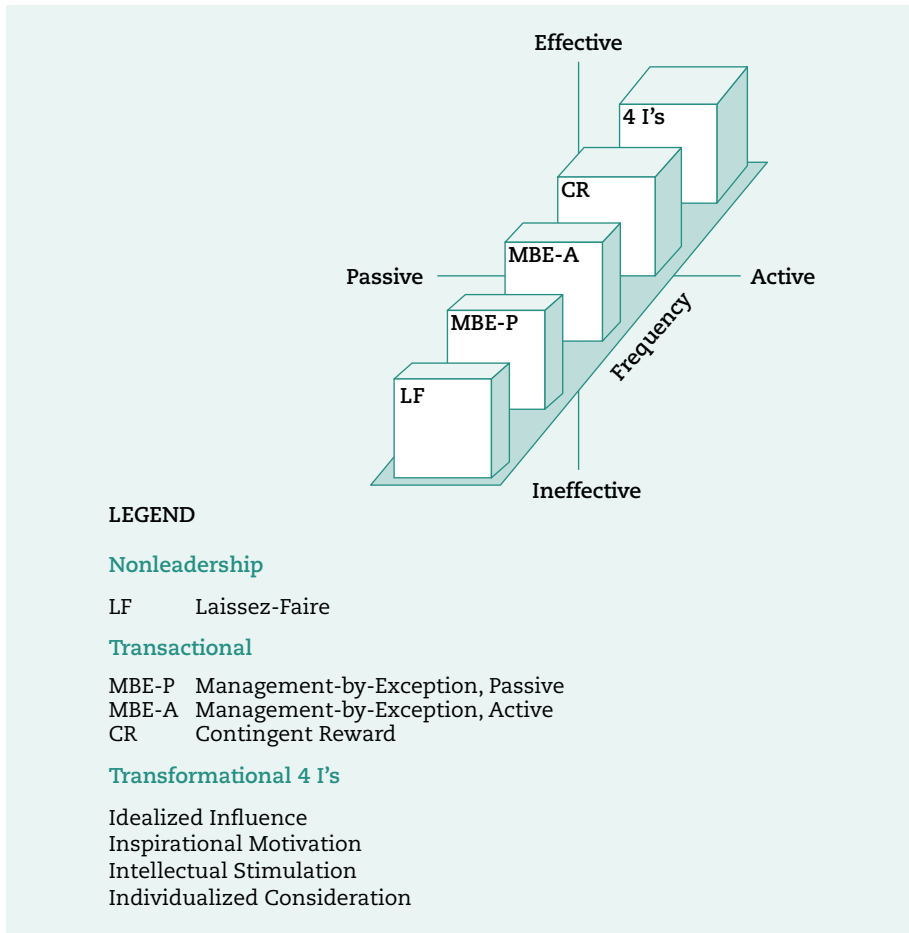 Effective
4 I's
CR
MBE-A
Passive
Active
MBE-P
Frequency
LF
Ineffective
LEGEND
Nonleadership
LF Laissez-Faire
Transactional
MBE-P Management-by-Exception, Passive
MBE-A Management-by-Exception, Active
CR Contingent Reward
Transformational 4 I’s
Idealized Influence
Inspirational Motivation
Intellectual Stimulation
Individualized Consideration